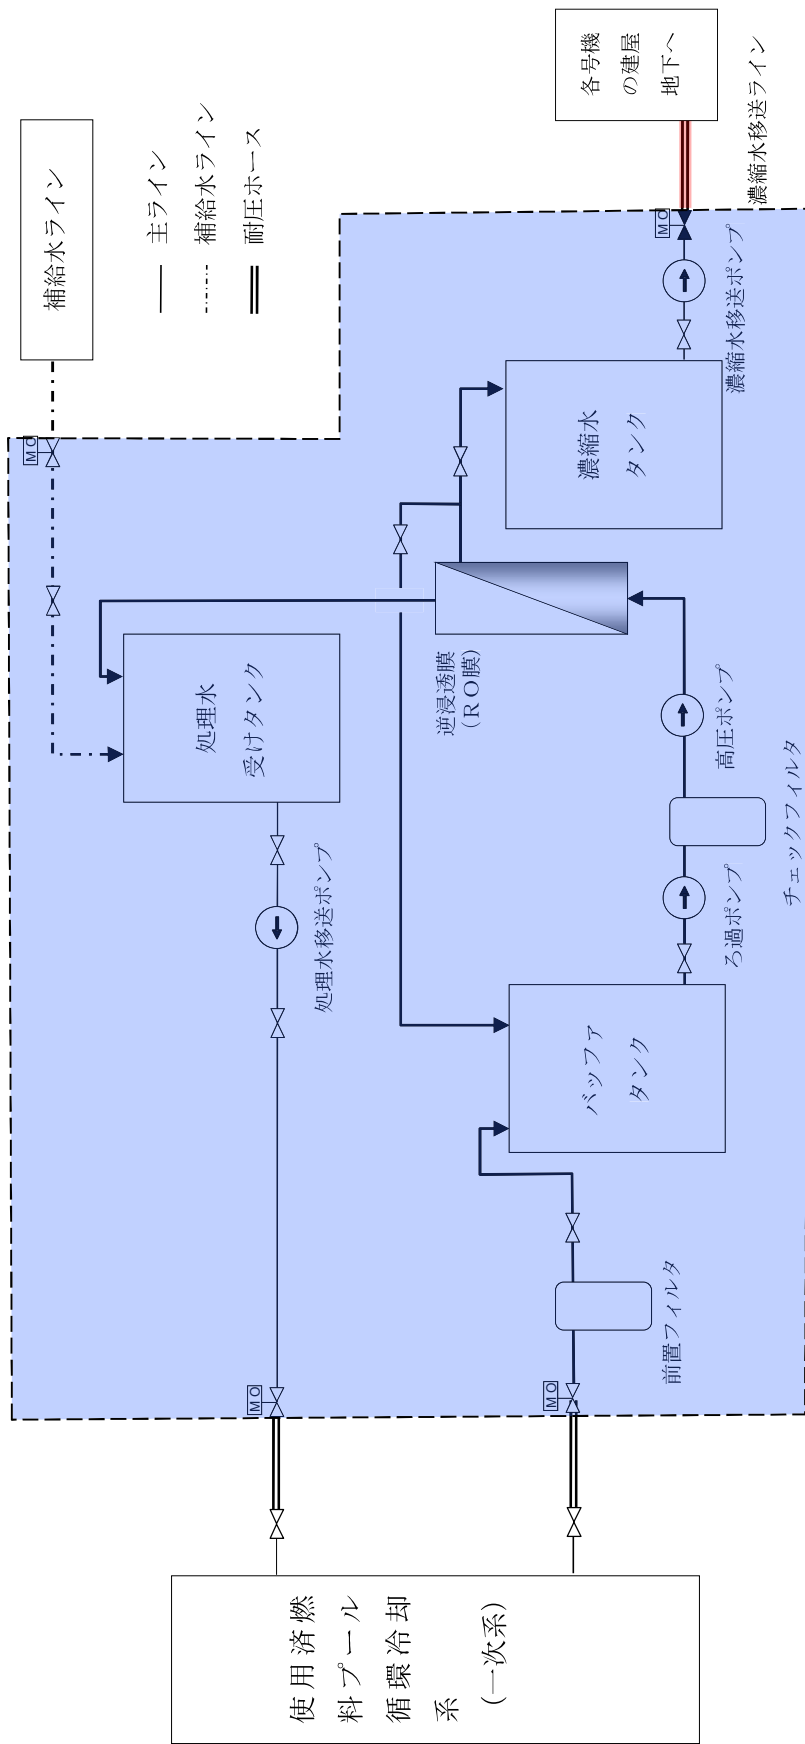 使用済燃
料プール
循環冷却
系
(一次系)
MO
MO
前置フィルタ
バッファ
タンク
ろ過ポンプ
チェックフィルタ
高圧ポンプ
逆浸透膜
(RO膜)
処理水移送ポンプ
処理水
受けタンク
濃縮水
タンク
濃縮水移送ポンプ
MO
MO
濃縮水移送ライン
各号機
の建屋
地下へ
補給水ライン
主ライン
補給水ライン
耐圧ホース